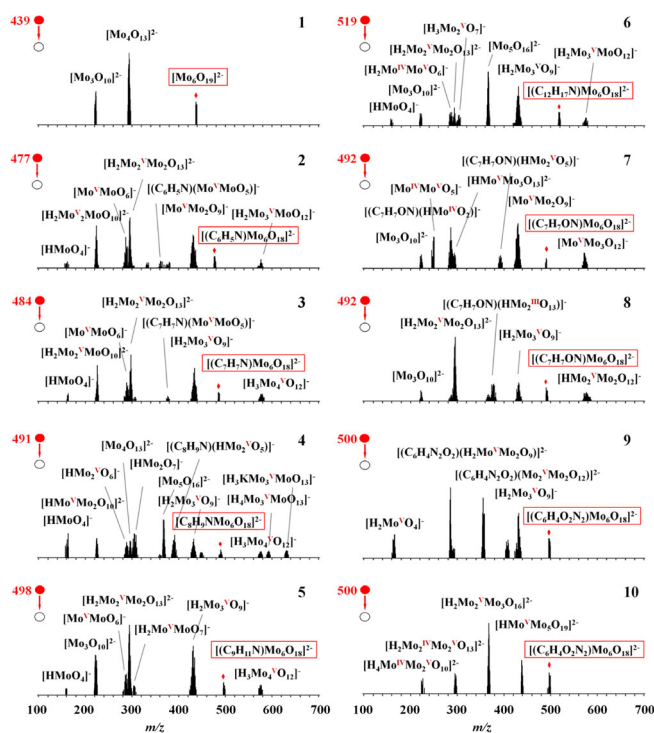 439
1
[Mo₄O₁₃]²⁻
[Mo₃O₁₀]²⁻
[Mo₆O₁₉]²⁻
477
2
[H₂Mo₂ⱽMo₂O₁₃]²⁻
[MoⱽMoO₆]⁻
[(C₆H₅N)(MoⱽMoO₅)]⁻
[H₂Moⱽ₂MoO₁₀]²⁻
[MoⱽMo₂O₉]⁻
[H₂Mo₃ⱽMoO₁₂]⁻
[HMoO₄]⁻
[(C₆H₅N)Mo₆O₁₈]²⁻
484
3
[H₂Mo₂ⱽMo₂O₁₃]²⁻
[MoⱽMoO₆]⁻
[(C₇H₇N)(MoⱽMoO₅)]⁻
[H₂Mo₂ⱽMoO₁₀]²⁻
[H₂Mo₃ⱽO₉]⁻
[(C₇H₇N)Mo₆O₁₈]²⁻
[HMoO₄]⁻
[H₃Mo₄ⱽO₁₂]⁻
491
4
[Mo₄O₁₃]²⁻
[(C₈H₉N)(HMo₂ⱽO₅)]⁻
[HMo₂ⱽO₆]⁻
[HMo₂O₇]⁻
[H₃KMo₃ⱽMoO₁₃]⁻
[Mo₅O₁₆]²⁻
[HMoⱽMo₂O₁₀]²⁻
[H₂Mo₃ⱽO₉]⁻
[H₄Mo₃ⱽMoO₁₃]⁻
[HMoO₄]⁻
[C₈H₉NMo₆O₁₈]²⁻
[H₃Mo₄ⱽO₁₂]⁻
498
5
[H₂Mo₂ⱽMo₂O₁₃]²⁻
[H₂Mo₃ⱽO₉]⁻
[MoⱽMoO₆]⁻
[Mo₃O₁₀]²⁻
[H₂MoⱽMoO₇]⁻
[(C₉H₁₁N)Mo₆O₁₈]²⁻
[HMoO₄]⁻
[H₃Mo₄ⱽO₁₂]⁻
100 200 300 400 500 600 700
m/z
519
6
[H₃Mo₂ⱽO₇]⁻
[H₂Mo₂ⱽMo₂O₁₃]²⁻
[Mo₅O₁₆]²⁻
[H₂MoᴵⱽMoⱽO₆]⁻
[H₂Mo₃ⱽO₉]⁻
[H₂Mo₃ⱽMoO₁₂]⁻
[Mo₃O₁₀]²⁻
[(C₁₂H₁₇N)Mo₆O₁₈]²⁻
[HMoO₄]⁻
492
7
[(C₇H₇ON)(HMo₂ⱽO₅)]⁻
[MoᴵⱽMoⱽO₅]⁻
[HMoⱽMo₃O₁₃]²⁻
[(C₇H₇ON)(HMoᴵⱽO₂)]⁻
[MoⱽMo₂O₉]⁻
[Mo₃O₁₀]²⁻
[(C₇H₇ON)Mo₆O₁₈]²⁻
[MoⱽMo₃O₁₂]⁻
492
8
[(C₇H₇ON)(HMo₂ᴵᴵᴵO₁₃)]⁻
[H₂Mo₂ⱽMo₂O₁₃]²⁻
[H₂Mo₃ⱽO₉]⁻
[(C₇H₇ON)Mo₆O₁₈]²⁻
[Mo₃O₁₀]²⁻
[HMo₂ⱽMo₂O₁₂]⁻
500
9
[(C₆H₄N₂O₂)(H₂MoⱽMo₂O₉)]²⁻
[(C₆H₄N₂O₂)(Mo₂ⱽMo₂O₁₂)]²⁻
[H₂Mo₃ⱽO₉]⁻
[H₂MoⱽO₄]⁻
[(C₆H₄O₂N₂)Mo₆O₁₈]²⁻
500
10
[H₂Mo₂ⱽMo₃O₁₆]²⁻
[HMoⱽMo₅O₁₉]²⁻
[H₂Mo₂ᴵⱽMo₂ⱽO₁₃]²⁻
[H₄MoᴵⱽMo₂ⱽO₁₀]²⁻
[(C₆H₄O₂N₂)Mo₆O₁₈]²⁻
100 200 300 400 500 600 700
m/z